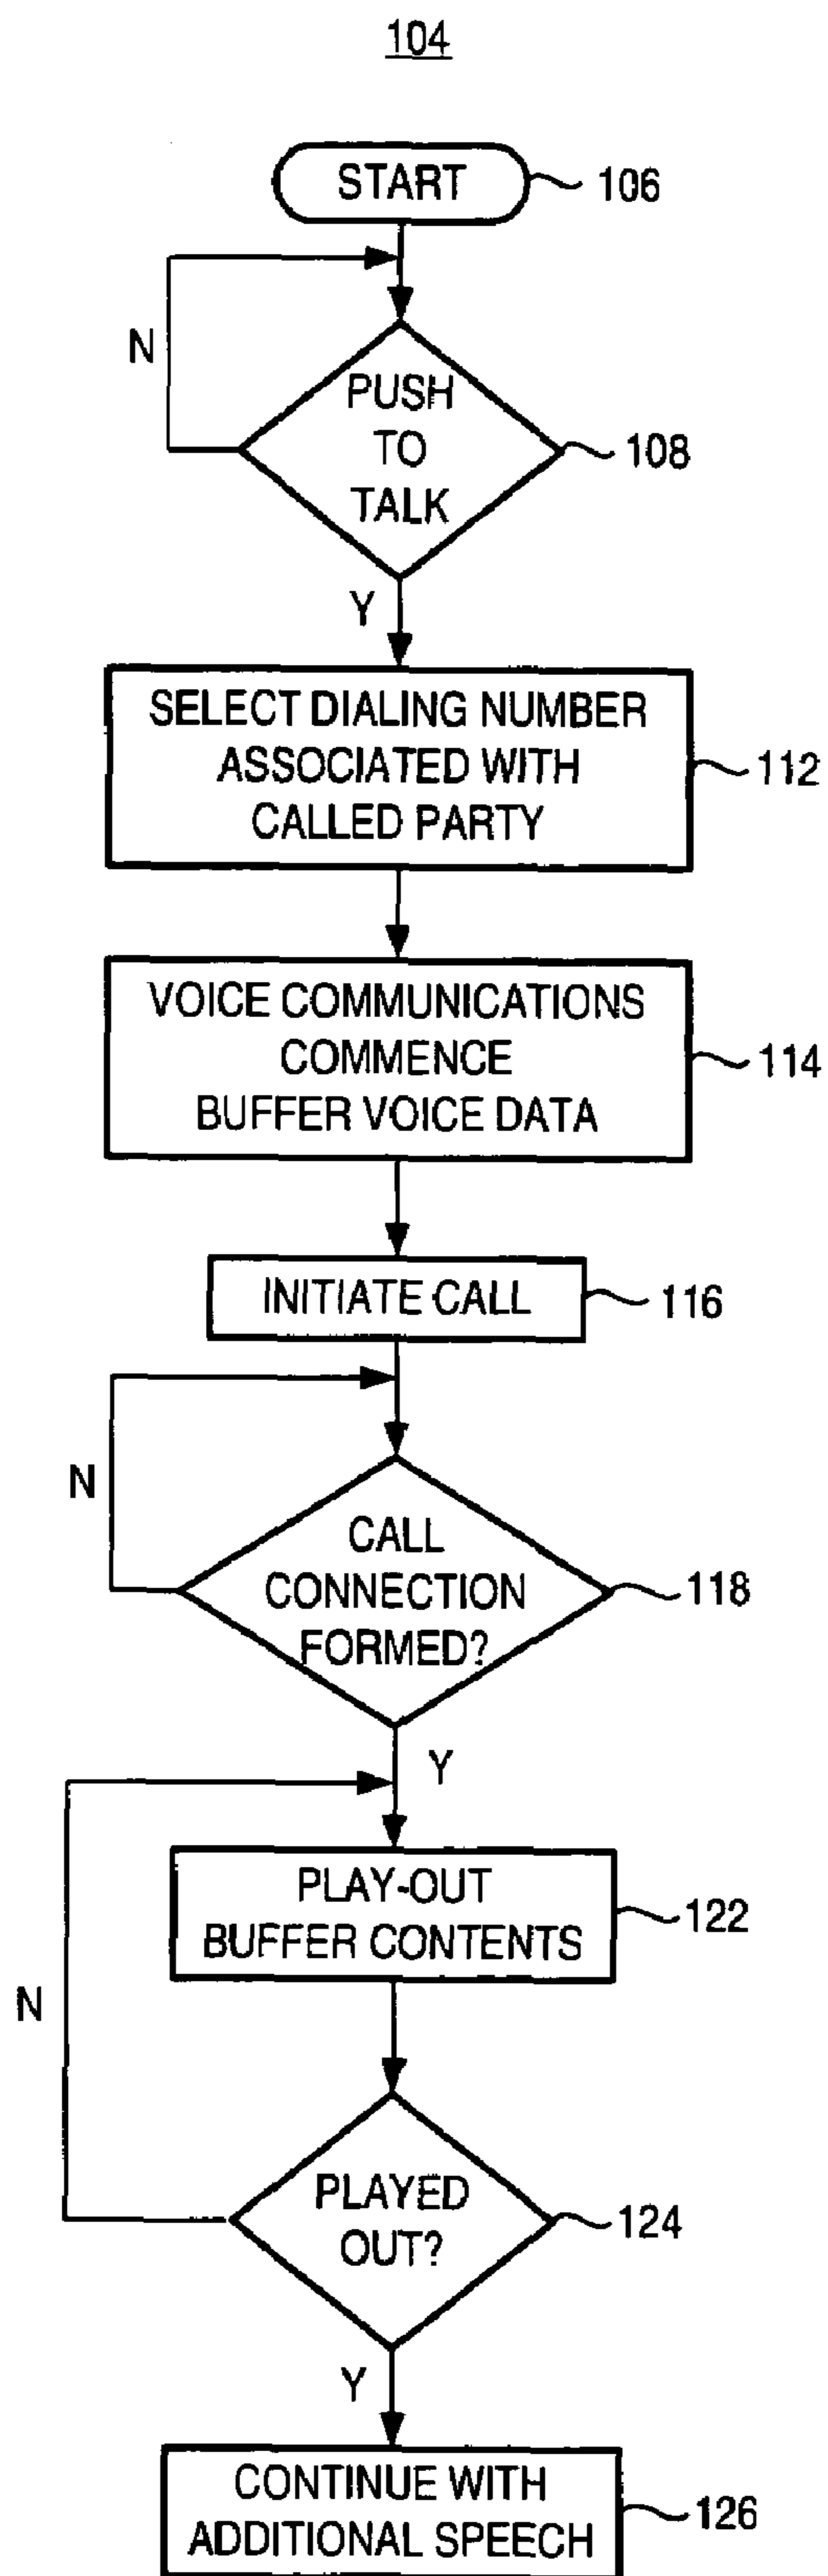 104
START
106
N
PUSH
TO
TALK
108
Y
SELECT DIALING NUMBER
ASSOCIATED WITH
CALLED PARTY
112
VOICE COMMUNICATIONS
COMMENCE
BUFFER VOICE DATA
114
INITIATE CALL
116
N
CALL
CONNECTION
FORMED?
118
Y
PLAY-OUT
BUFFER CONTENTS
122
N
PLAYED
OUT?
124
Y
CONTINUE WITH
ADDITIONAL SPEECH
126